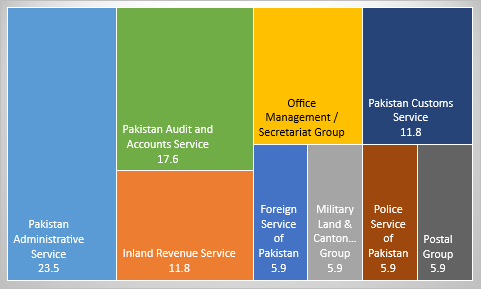 Pakistan
Administrative
Service
23.5
Pakistan Audit and
Accounts Service
17.6
Inland Revenue Service
11.8
Office
Management /
Secretariat Group
Pakistan Customs
Service
11.8
Foreign
Service
of
Pakistan
5.9
Military
Land &
Canton...
Group
5.9
Police
Service
of
Pakistan
5.9
Postal
Group
5.9